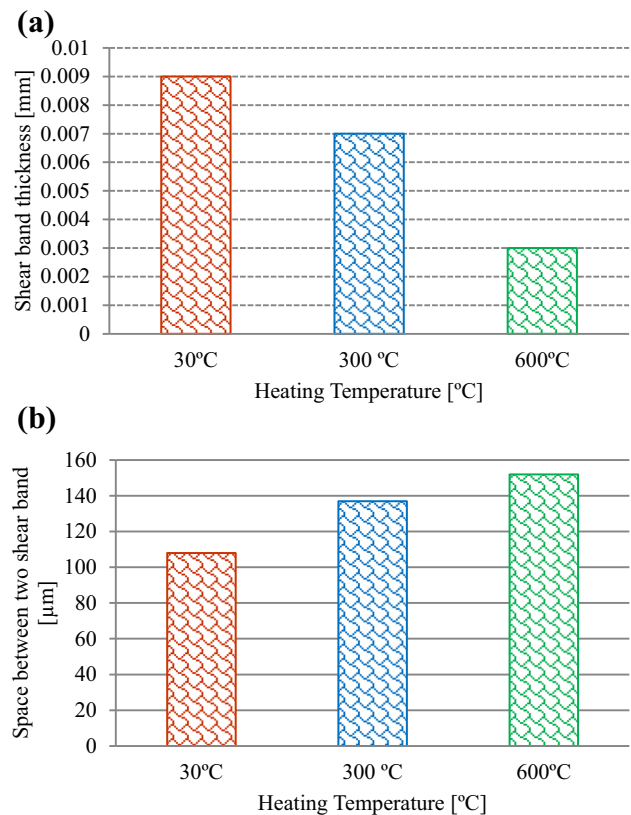 (a)
Shear band thickness [mm]
0.01
0.009
0.008
0.007
0.006
0.005
0.004
0.003
0.002
0.001
0
30ºC 300 ºC 600ºC
Heating Temperature [ºC]
(b)
Space between two shear band
[µm]
160
140
120
100
80
60
40
20
0
30ºC 300 ºC 600ºC
Heating Temperature [ºC]